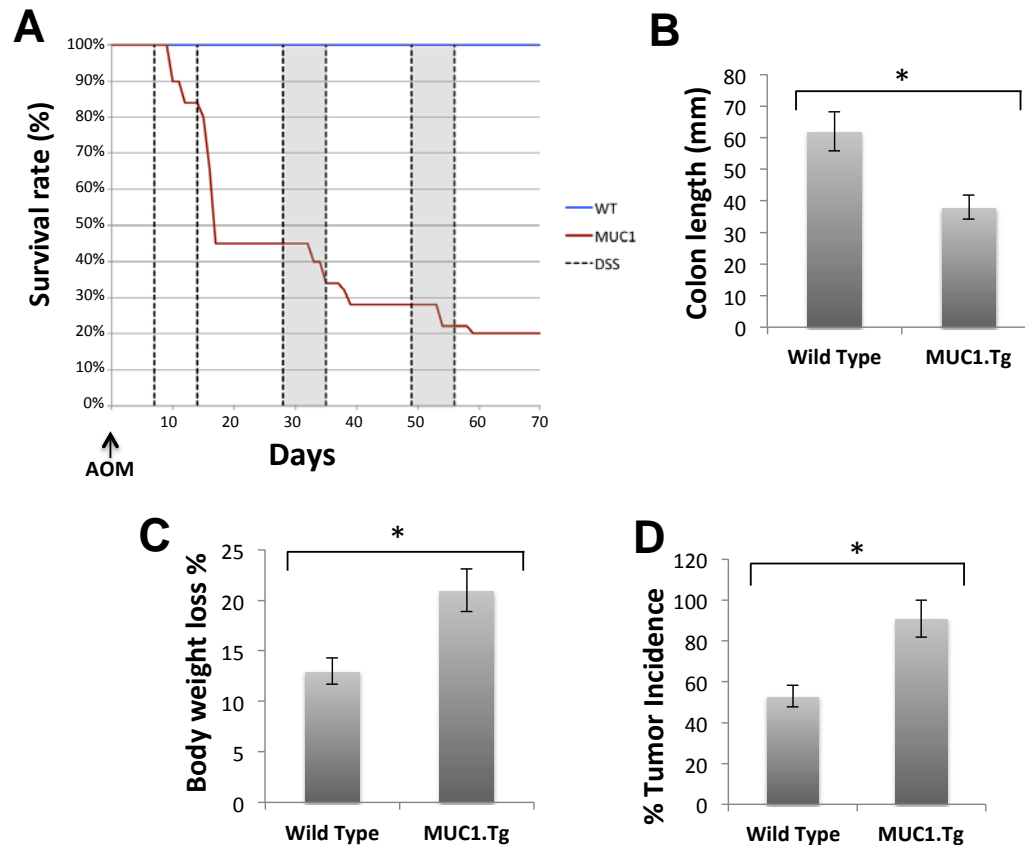 A
Survival rate (%)
100%
90%
80%
70%
60%
50%
40%
30%
20%
10%
0%
10 20 30 40 50 60 70
Days
AOM
WT
MUC1
DSS
B
*
Colon length (mm)
80
70
60
50
40
30
20
10
0
Wild Type MUC1.Tg
C
*
Body weight loss %
25
20
15
10
5
0
Wild Type MUC1.Tg
D
*
% Tumor Incidence
120
100
80
60
40
20
0
Wild Type MUC1.Tg